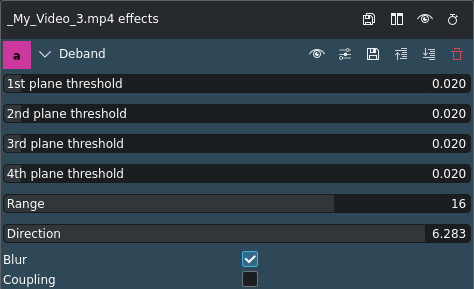 _My_Video_3.mp4 effects
a Deband
1st plane threshold 0.020
2nd plane threshold 0.020
3rd plane threshold 0.020
4th plane threshold 0.020
Range 16
Direction 6.283
Blur
Coupling